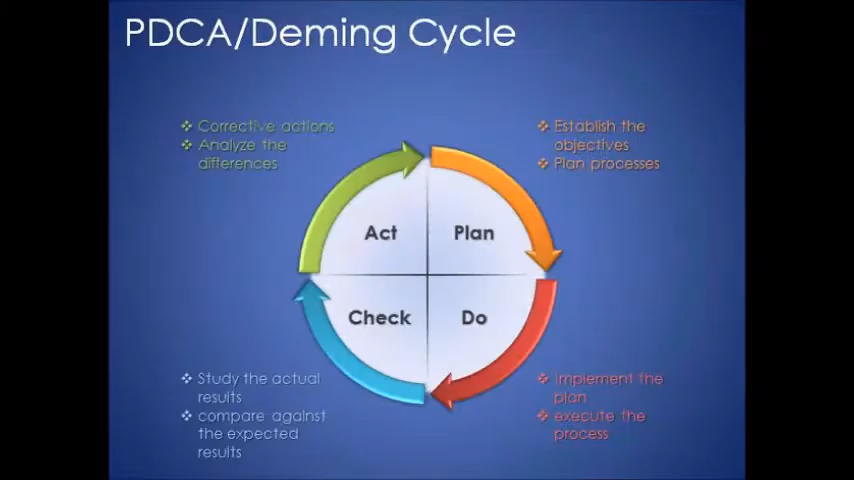 PDCA/Deming Cycle
❖ Corrective actions
❖ Analyze the
differences
❖ Establish the
objectives
❖ Plan processes
Act
Plan
Check
Do
❖ Study the actual
results
❖ compare against
the expected
results
❖ Implement the
plan
❖ execute the
process